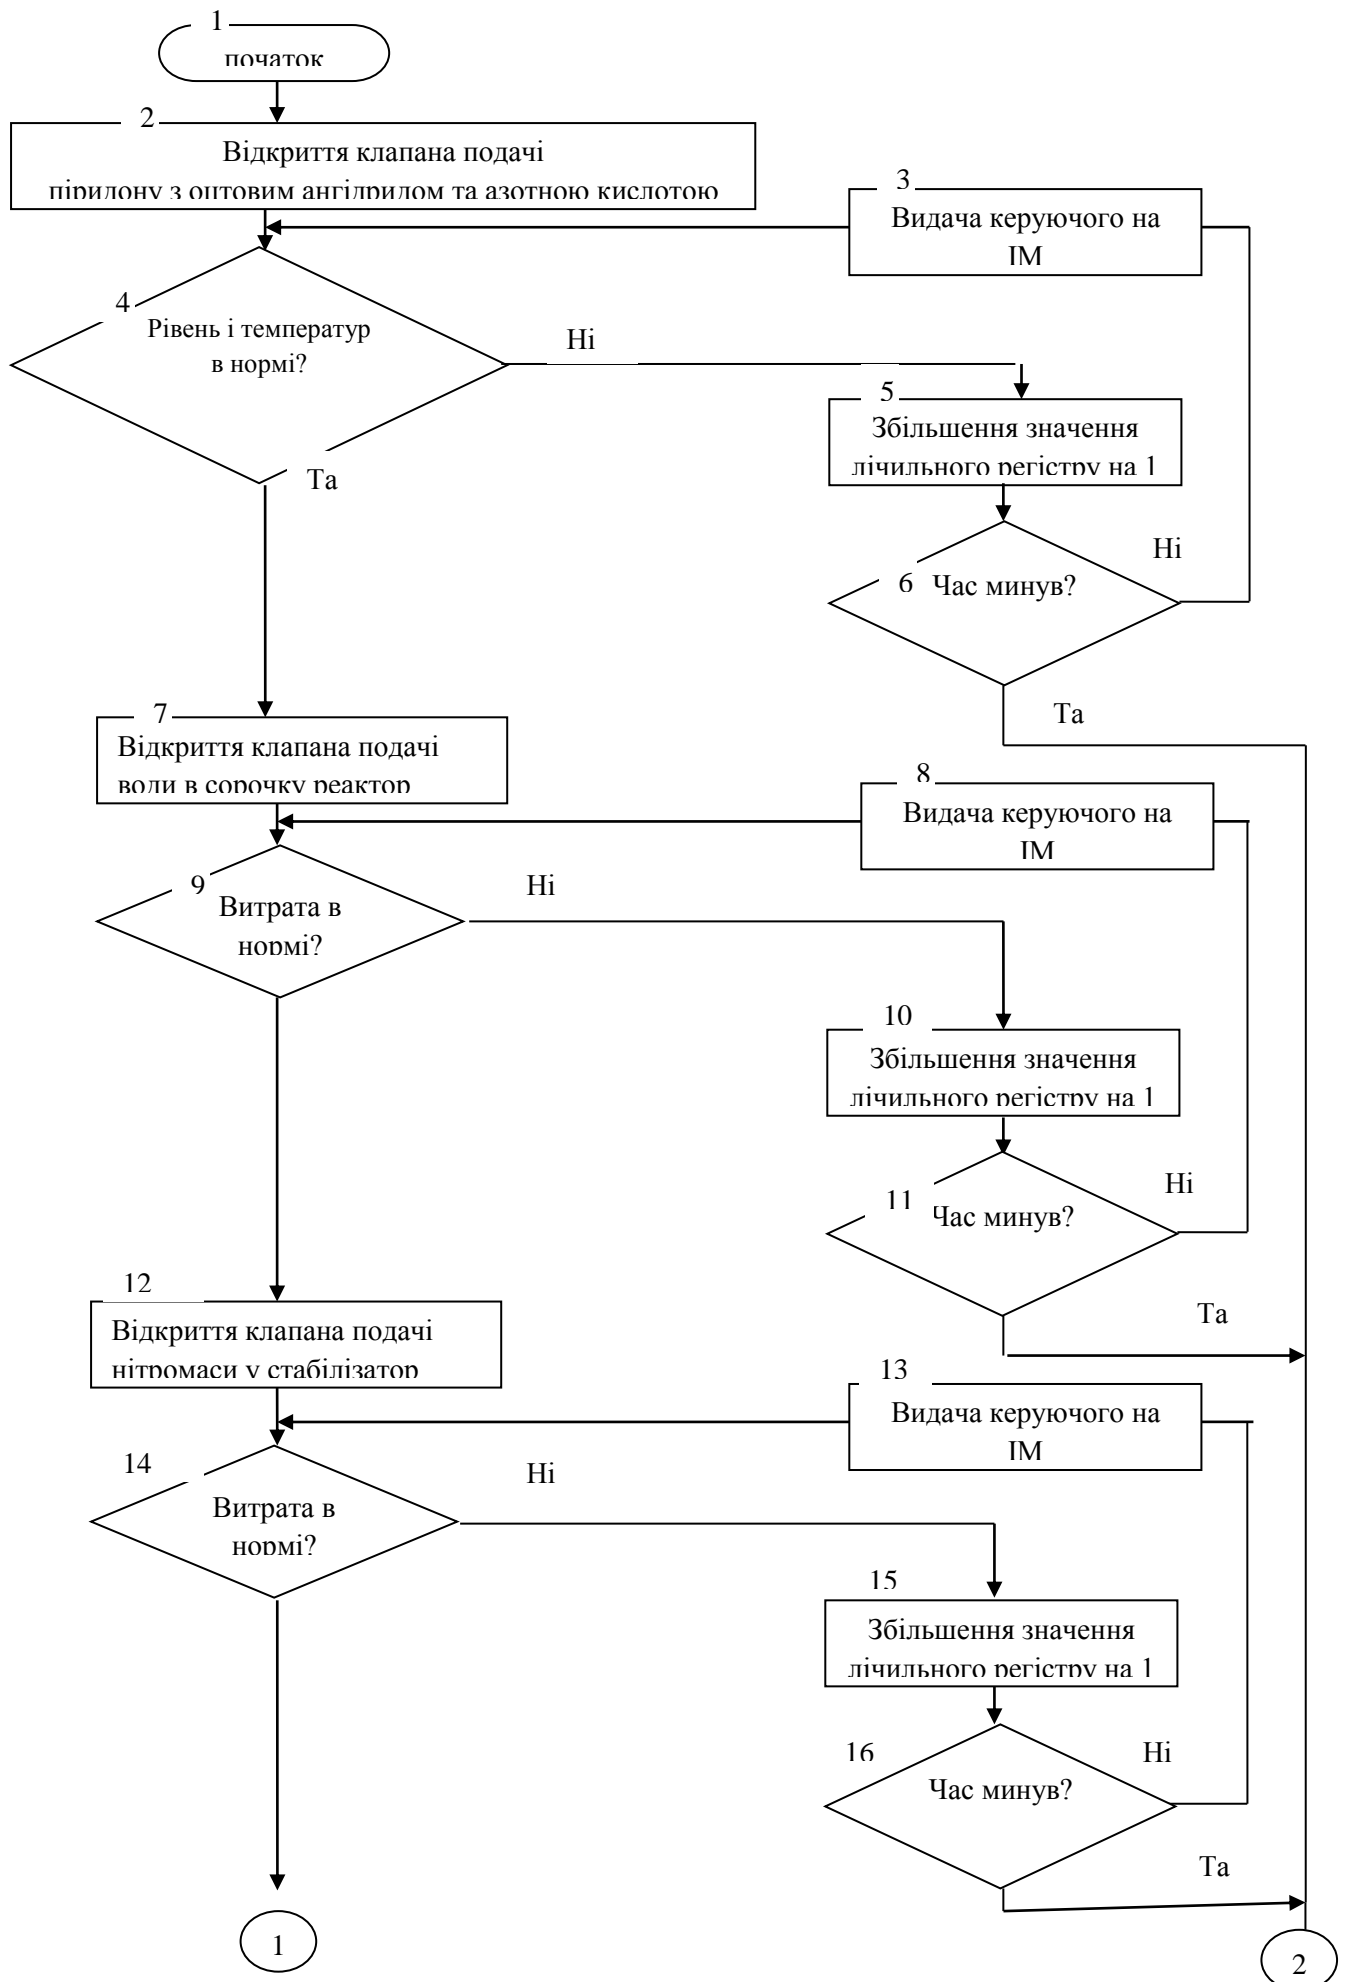 1
початок
2
Відкриття клапана подачі
піридону з оцтовим ангідридом та азотною кислотою
3
Видача керуючого на
ІМ
4
Рівень і температур
в нормі?
Ні
5
Збільшення значення
лічильного регістру на 1
Та
6 Час минув?
Ні
Та
7
Відкриття клапана подачі
води в сорочку реактор
8
Видача керуючого на
ІМ
9
Витрата в
нормі?
Ні
10
Збільшення значення
лічильного регістру на 1
11 Час минув?
Ні
Та
12
Відкриття клапана подачі
нітромаси у стабілізатор
13
Видача керуючого на
ІМ
14
Витрата в
нормі?
Ні
15
Збільшення значення
лічильного регістру на 1
16
Час минув?
Ні
Та
1
2